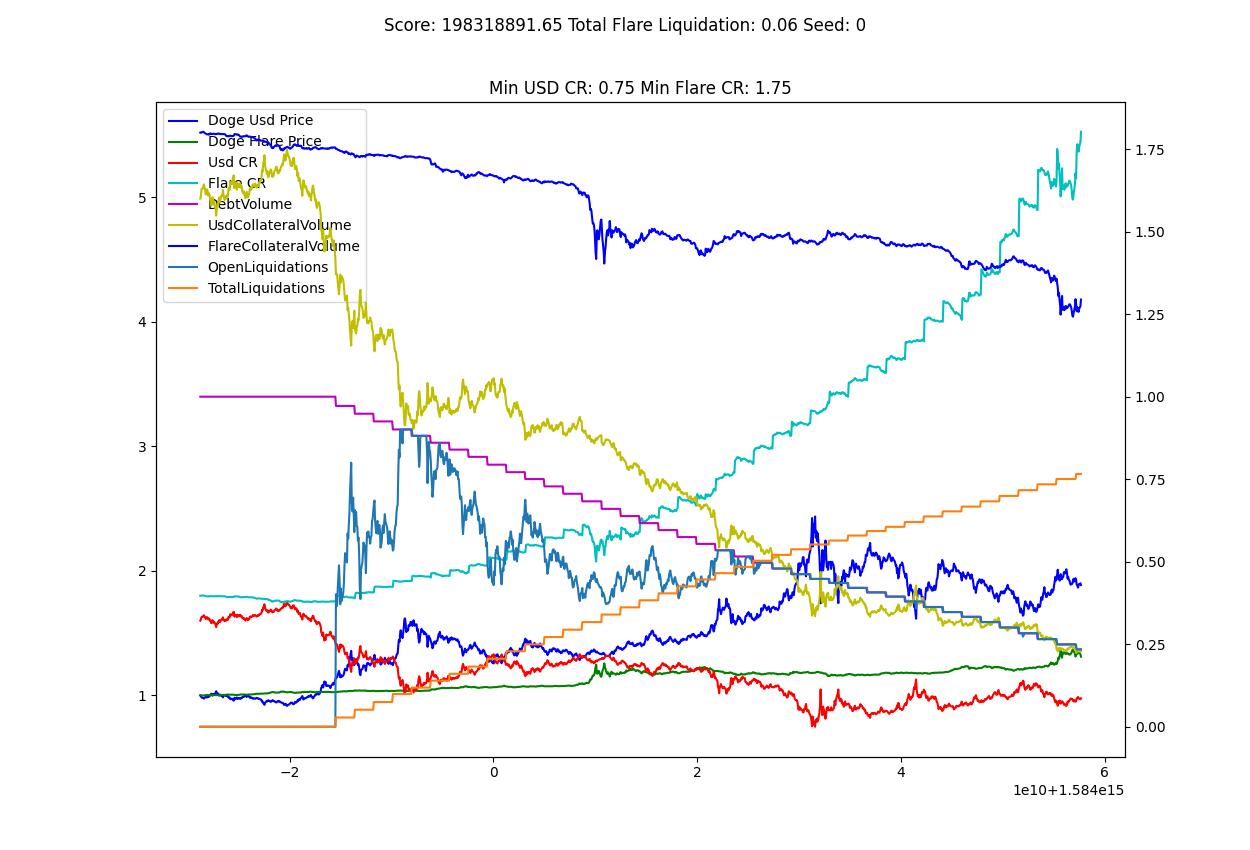 Score: 198318891.65 Total Flare Liquidation: 0.06 Seed: 0
Min USD CR: 0.75 Min Flare CR: 1.75
Doge Usd Price
Doge Flare Price
Usd CR
Flare CR
DebtVolume
UsdCollateralVolume
FlareCollateralVolume
OpenLiquidations
TotalLiquidations
5
4
3
2
1
1.75
1.50
1.25
1.00
0.75
0.50
0.25
0.00
−2
0
2
4
6
1e10+1.584e15